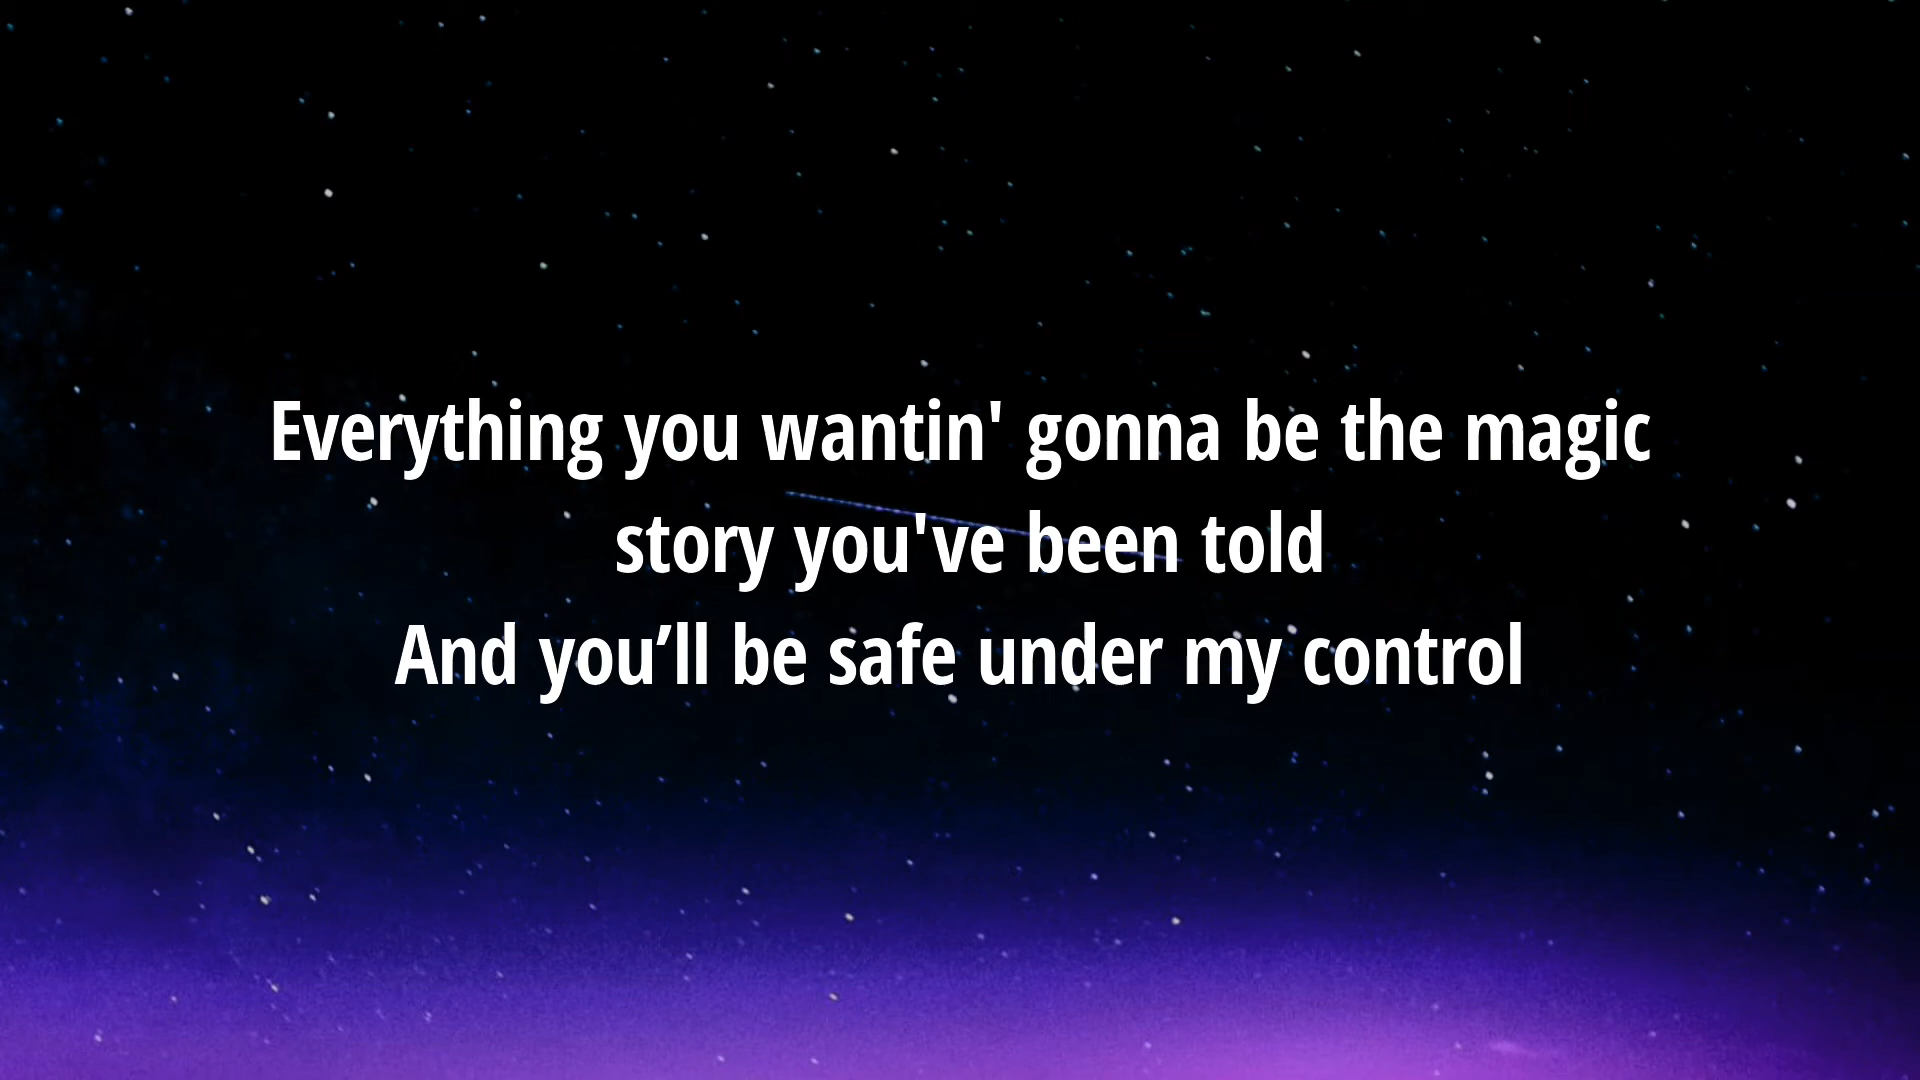 Everything you wantin' gonna be the magic
story you've been told
And you’ll be safe under my control